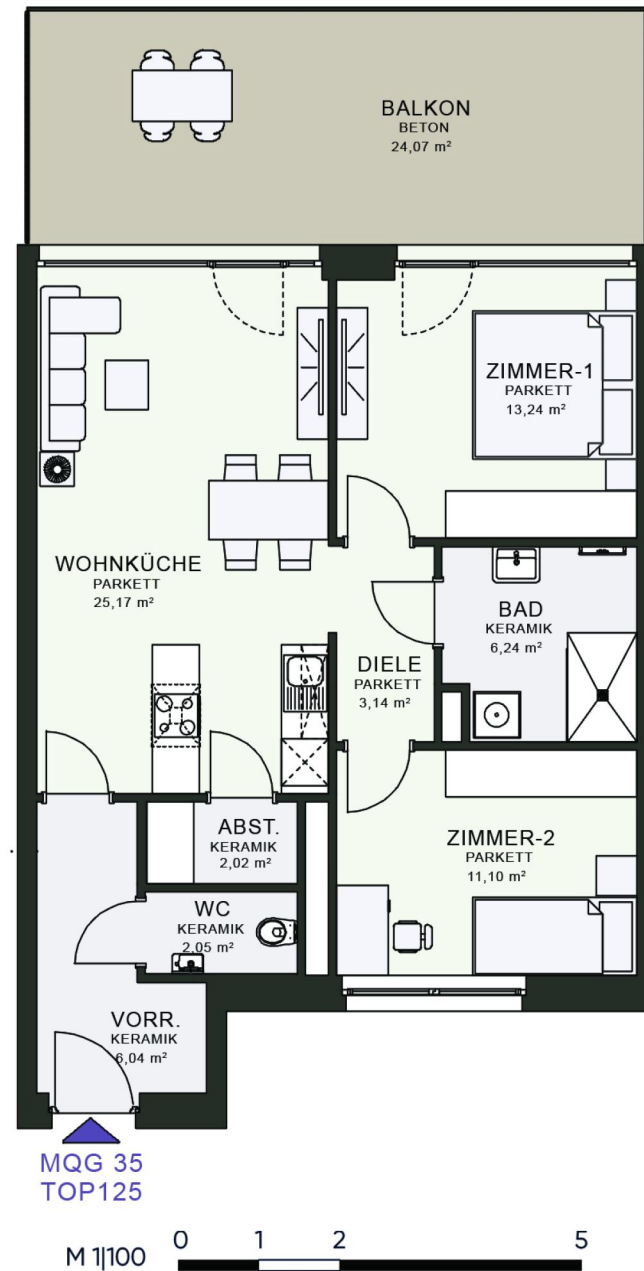 BALKON
BETON
24,07 m²
ZIMMER-1
PARKETT
13,24 m²
WOHNKÜCHE
PARKETT
25,17 m²
BAD
KERAMIK
6,24 m²
DIELE
PARKETT
3,14 m²
ABST.
KERAMIK
2,02 m²
ZIMMER-2
PARKETT
11,10 m²
WC
KERAMIK
2,05 m²
VORR.
KERAMIK
6,04 m²
MQG 35
TOP125
M 1|100 0 1 2 5